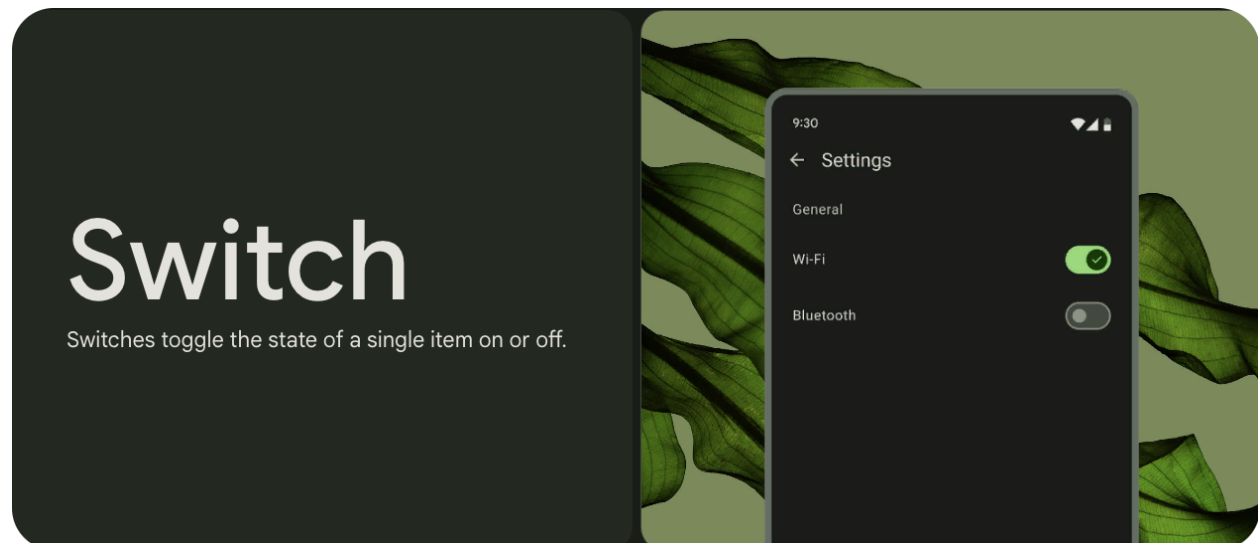 Switch
Switches toggle the state of a single item on or off.
9:30
Settings
General
Wi-Fi
Bluetooth